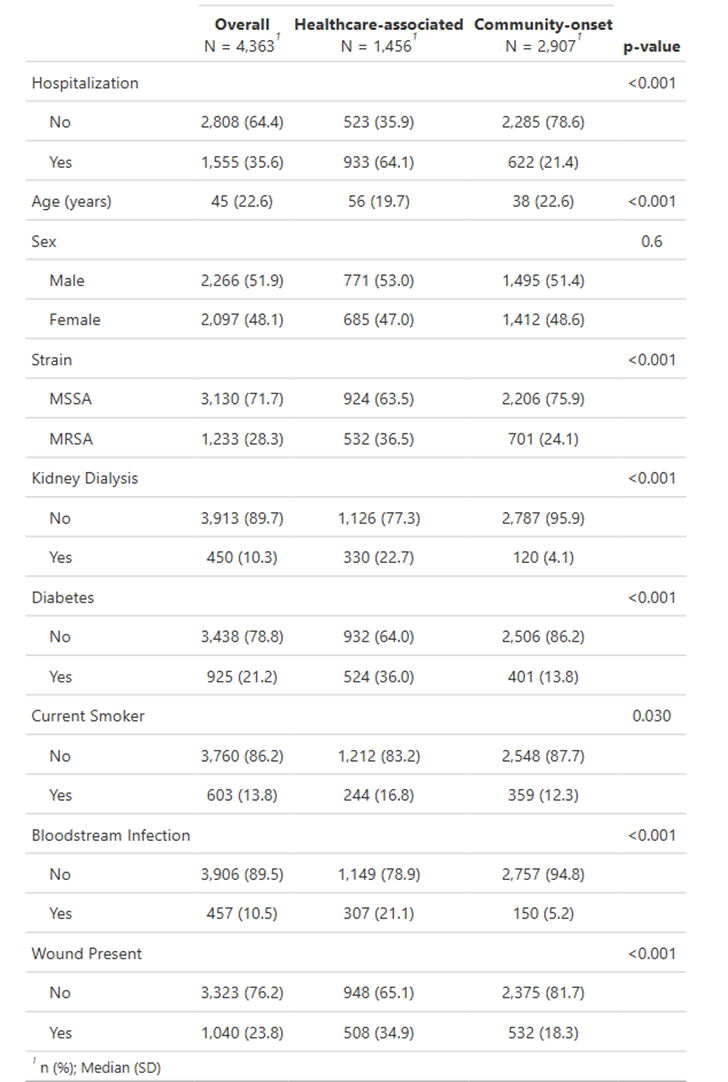 Overall Healthcare-associated Community-onset
N = 4,363¹ N = 1,456¹ N = 2,907¹ p-value
Hospitalization <0.001
No 2,808 (64.4) 523 (35.9) 2,285 (78.6)
Yes 1,555 (35.6) 933 (64.1) 622 (21.4)
Age (years) 45 (22.6) 56 (19.7) 38 (22.6) <0.001
Sex 0.6
Male 2,266 (51.9) 771 (53.0) 1,495 (51.4)
Female 2,097 (48.1) 685 (47.0) 1,412 (48.6)
Strain <0.001
MSSA 3,130 (71.7) 924 (63.5) 2,206 (75.9)
MRSA 1,233 (28.3) 532 (36.5) 701 (24.1)
Kidney Dialysis <0.001
No 3,913 (89.7) 1,126 (77.3) 2,787 (95.9)
Yes 450 (10.3) 330 (22.7) 120 (4.1)
Diabetes <0.001
No 3,438 (78.8) 932 (64.0) 2,506 (86.2)
Yes 925 (21.2) 524 (36.0) 401 (13.8)
Current Smoker 0.030
No 3,760 (86.2) 1,212 (83.2) 2,548 (87.7)
Yes 603 (13.8) 244 (16.8) 359 (12.3)
Bloodstream Infection <0.001
No 3,906 (89.5) 1,149 (78.9) 2,757 (94.8)
Yes 457 (10.5) 307 (21.1) 150 (5.2)
Wound Present <0.001
No 3,323 (76.2) 948 (65.1) 2,375 (81.7)
Yes 1,040 (23.8) 508 (34.9) 532 (18.3)
¹ n (%); Median (SD)